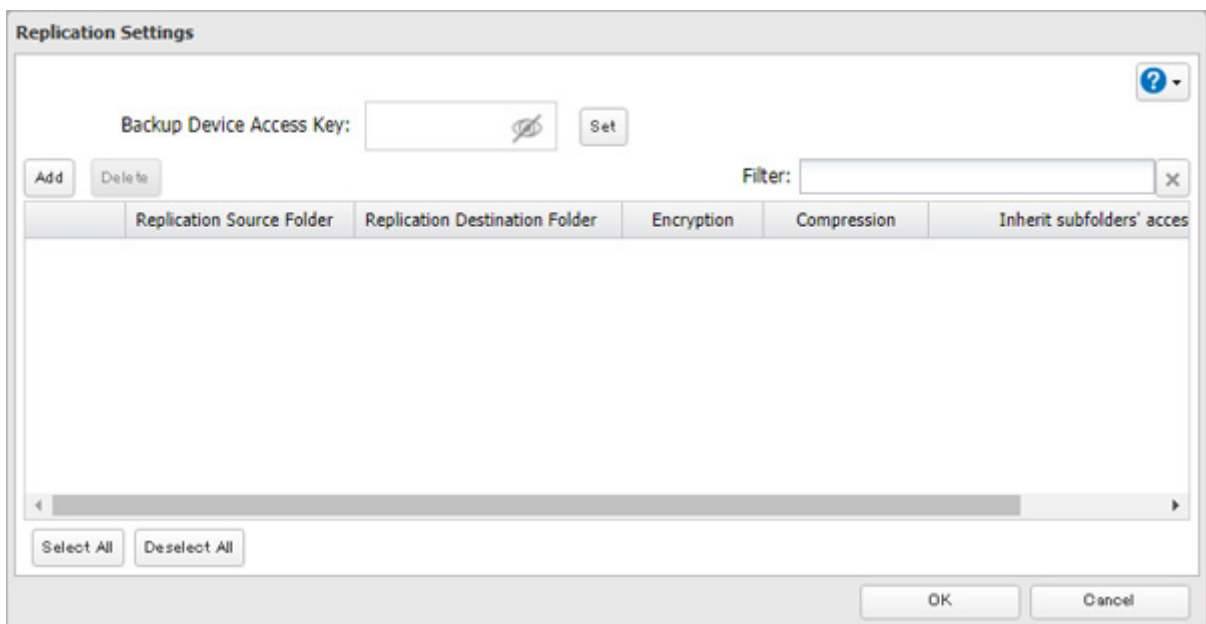 Replication Settings
Backup Device Access Key: Set
Add Delete Filter:
Replication Source Folder Replication Destination Folder Encryption Compression Inherit subfolders' acces
Select All Deselect All
OK Cancel